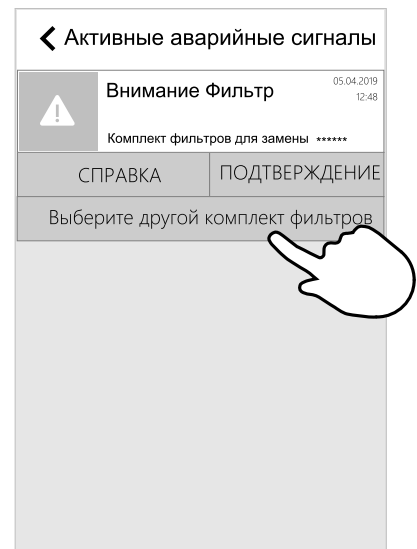 Активные аварийные сигналы
Внимание Фильтр
05.04.2019
12:48
Комплект фильтров для замены ******
СПРАВКА
ПОДТВЕРЖДЕНИЕ
Выберите другой комплект фильтров